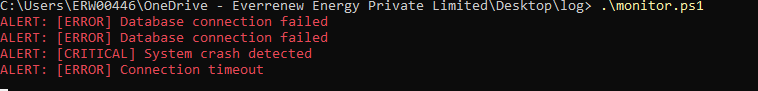 C:\Users\ERW00446\OneDrive - Everrenew Energy Private Limited\Desktop\log> .\monitor.ps1
ALERT: [ERROR] Database connection failed
ALERT: [ERROR] Database connection failed
ALERT: [CRITICAL] System crash detected
ALERT: [ERROR] Connection timeout